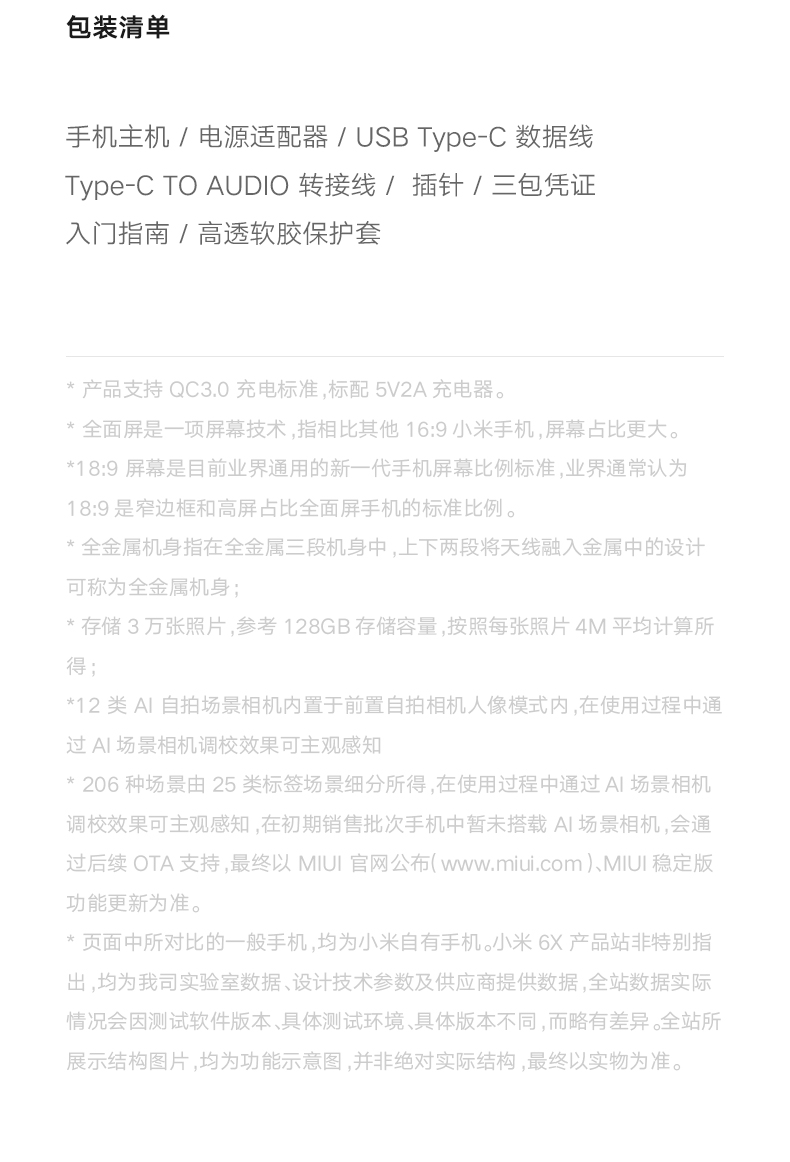 包装清单
手机主机 / 电源适配器 / USB Type-C 数据线
Type-C TO AUDIO 转接线 / 插针 / 三包凭证
入门指南 / 高透软胶保护套
* 产品支持 QC3.0 充电标准,标配 5V2A 充电器。
* 全面屏是一项屏幕技术,指相比其他 16:9 小米手机,屏幕占比更大。
*18:9 屏幕是目前业界通用的新一代手机屏幕比例标准,业界通常认为
18:9 是窄边框和高屏占比全面屏手机的标准比例。
* 全金属机身指在全金属三段机身中,上下两段将天线融入金属中的设计
可称为全金属机身;
* 存储 3 万张照片,参考 128GB 存储容量,按照每张照片 4M 平均计算所
得;
*12 类 AI 自拍场景相机内置于前置自拍相机人像模式内,在使用过程中通
过 AI 场景相机调校效果可主观感知
* 206 种场景由 25 类标签场景细分所得,在使用过程中通过 AI 场景相机
调校效果可主观感知,在初期销售批次手机中暂未搭载 AI 场景相机,会通
过后续 OTA 支持,最终以 MIUI 官网公布( www.miui.com )、MIUI 稳定版
功能更新为准。
* 页面中所对比的一般手机,均为小米自有手机。小米 6X 产品站非特别指
出,均为我司实验室数据、设计技术参数及供应商提供数据,全站数据实际
情况会因测试软件版本、具体测试环境、具体版本不同,而略有差异。全站所
展示结构图片,均为功能示意图,并非绝对实际结构,最终以实物为准。